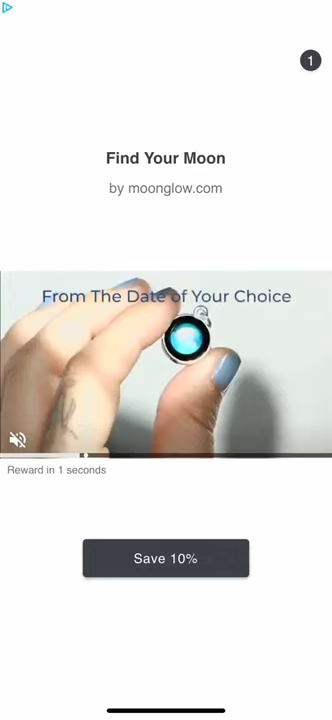 1
Find Your Moon
by moonglow.com
From The Date of Your Choice
Reward in 1 seconds
Save 10%